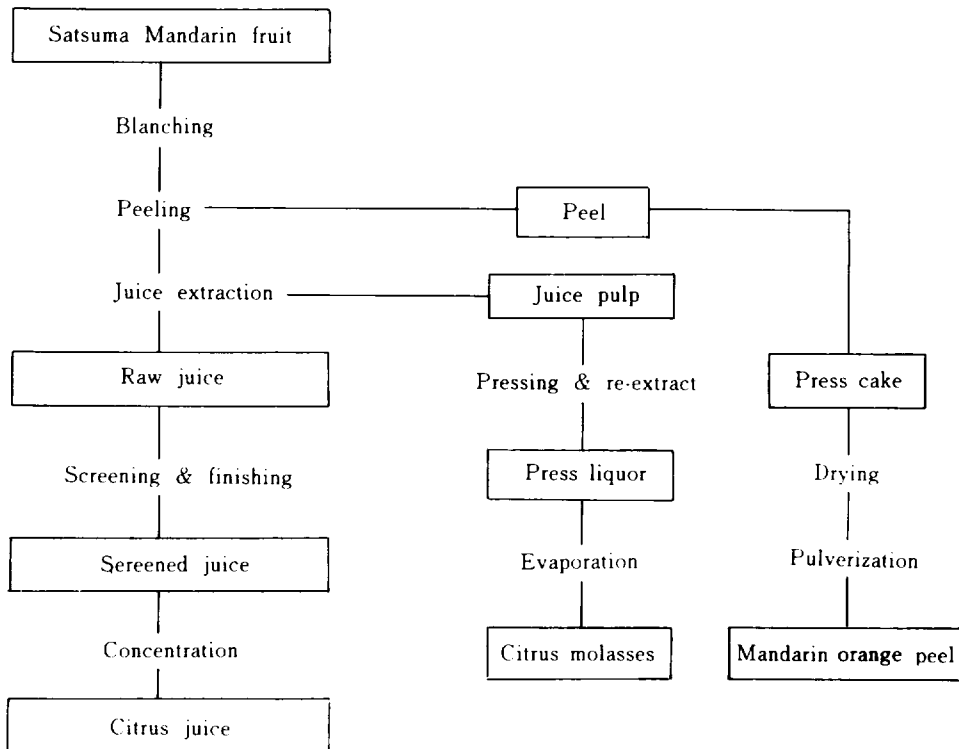 Satsuma Mandarin fruit
Blanching
Peeling
Peel
Juice extraction
Juice pulp
Raw juice
Pressing & re-extract
Press cake
Screening & finishing
Press liquor
Drying
Sereened juice
Evaporation
Pulverization
Concentration
Citrus molasses
Mandarin orange peel
Citrus juice